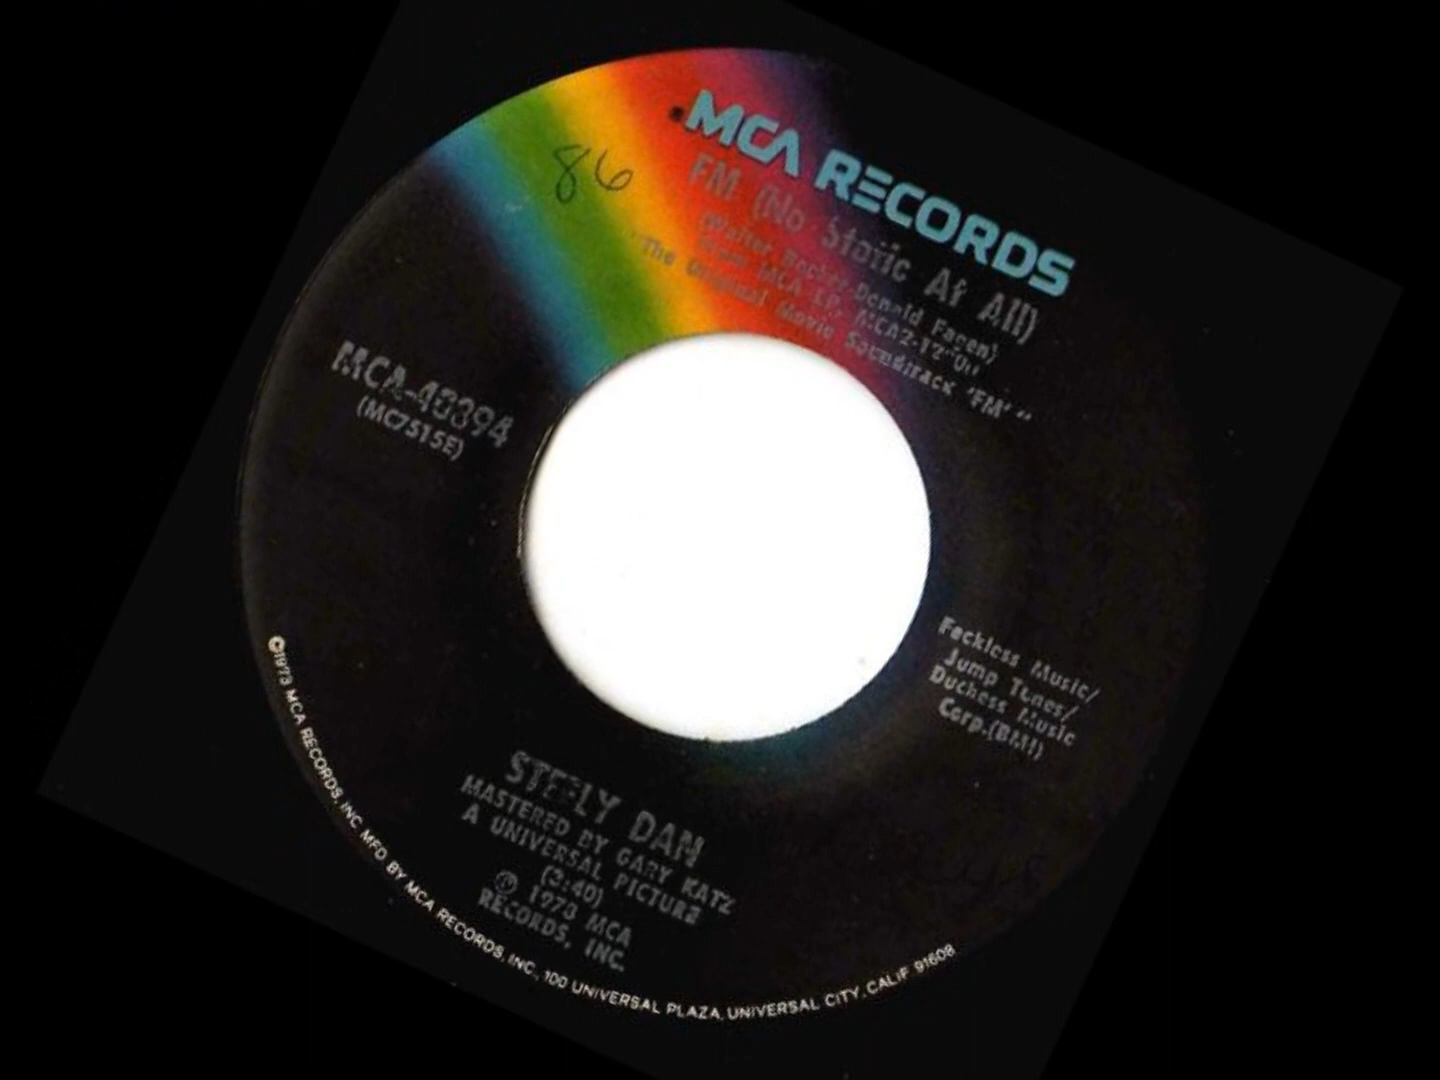 MCA RECORDS
86
FM (No Static At All)
(Walter Becker-Donald Fagen)
from MCA LP, MCA2-12000
"The Original Movie Soundtrack "FM" "
MCA-40894
(MC7515E)
Feckless Music/
Jump Tunes/
Duchess Music
Corp.(BMI)
STEELY DAN
MASTERED BY GARY KATZ
A UNIVERSAL PICTURE
(3:40)
℗ 1978 MCA
RECORDS, INC.
©1973 MCA RECORDS, INC. MFD BY MCA RECORDS, INC., 100 UNIVERSAL PLAZA, UNIVERSAL CITY, CALIF. 91608